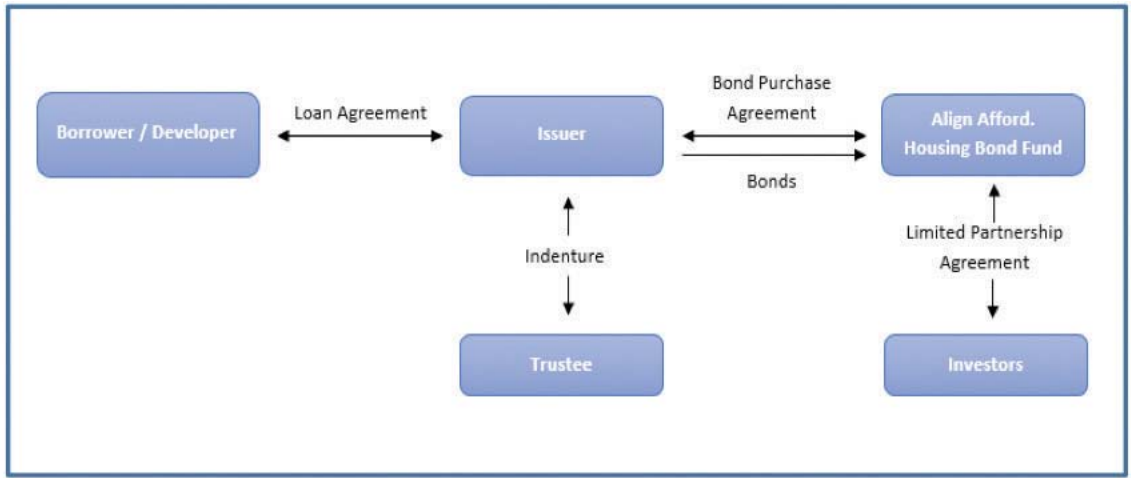 Borrower / Developer
Loan Agreement
Issuer
Bond Purchase
Agreement
Bonds
Align Afford.
Housing Bond Fund
Indenture
Limited Partnership
Agreement
Trustee
Investors